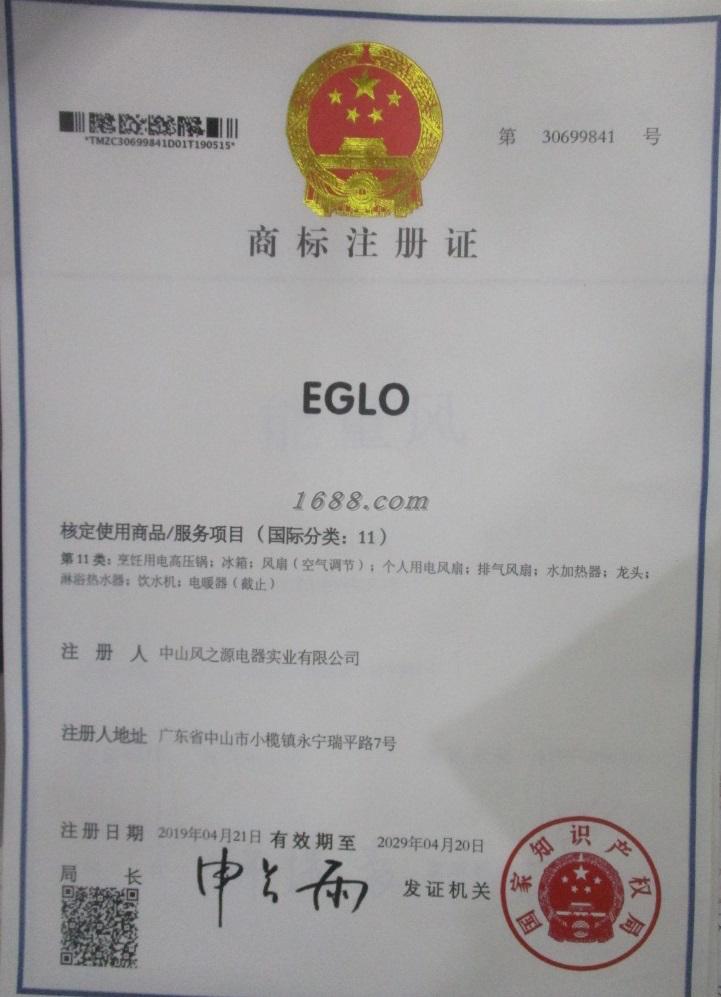 *TMZC30699841D01T190515*
第 30699841 号
商标注册证
EGLO
1688.com
核定使用商品/服务项目（国际分类：11）
第11类：烹饪用电高压锅；冰箱；风扇（空气调节）；个人用电风扇；排气风扇；水加热器；龙头；
淋浴热水器；饮水机；电暖器（截止）
注 册 人 中山风之源电器实业有限公司
注册人地址 广东省中山市小榄镇永宁瑞平路7号
注册日期 2019年04月21日 有效期至 2029年04月20日
局 长 申长雨 发证机关
国家知识产权局